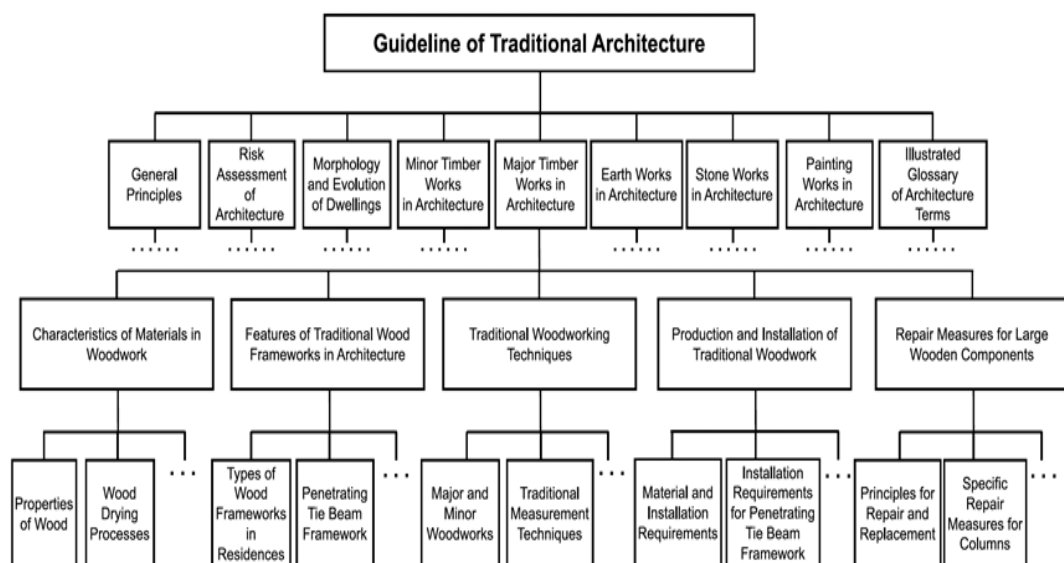 Guideline of Traditional Architecture
General
Principles
Risk
Assessment
of
Architecture
Morphology
and Evolution
of Dwellings
Minor Timber
Works
in Architecture
Major Timber
Works in
Architecture
Earth Works
in Architecture
Stone Works
in Architecture
Painting
Works in
Architecture
Illustrated
Glossary
of Architecture
Terms
......
......
......
......
......
......
......
......
Characteristics of Materials in
Woodwork
Features of Traditional Wood
Frameworks in Architecture
Traditional Woodworking
Techniques
Production and Installation of
Traditional Woodwork
Repair Measures for Large
Wooden Components
Properties
of Wood
Wood
Drying
Processes
...
Types of
Wood
Frameworks
in
Residences
Penetrating
Tie Beam
Framework
...
Major and
Minor
Woodworks
Traditional
Measurement
Techniques
...
Material and
Installation
Requirements
Installation
Requirements
for Penetrating
Tie Beam
Framework
...
Principles for
Repair and
Replacement
Specific
Repair
Measures for
Columns
...